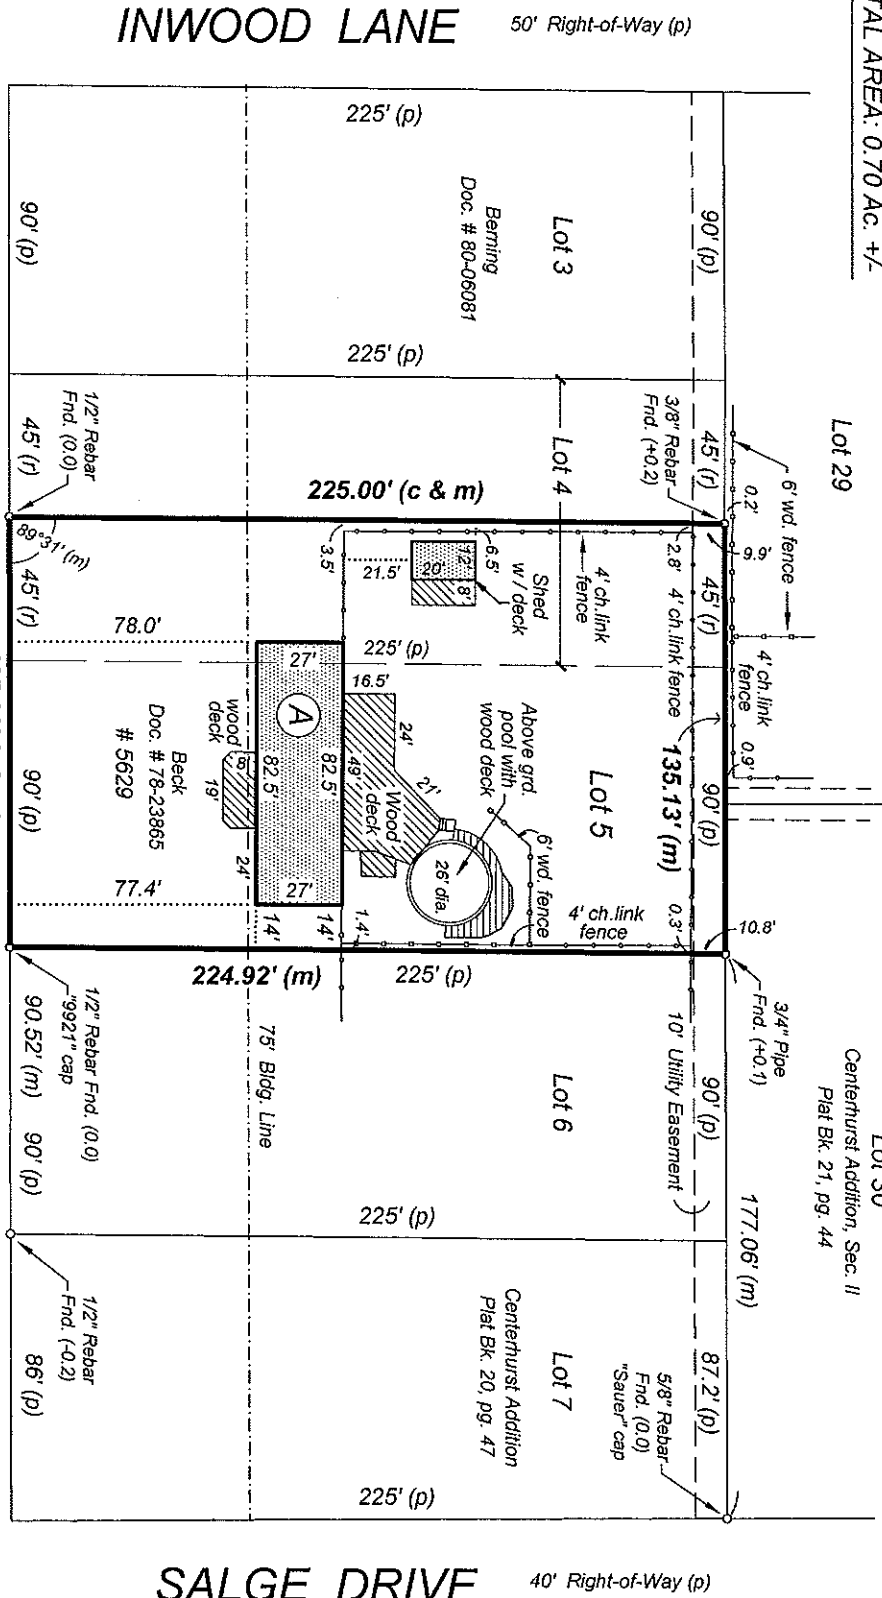 INWOOD LANE
50' Right-of-Way (p)
TAL AREA: 0.70 Ac. +/-
225' (p)
90' (p)
Lot 3
Berning
Doc. # 80-06081
90' (p)
225' (p)
Lot 29
45' (r)
1/2" Rebar
Fnd. (0.0)
225.00' (c & m)
Lot 4
3/8" Rebar
Fnd. (+0.2)
45' (r)
6' wd. fence
0.2'
9.9'
89°31' (m)
45' (r)
3.5'
6.5'
4' ch.link
fence
2.8'
4' ch.link fence
45' (r)
4' ch.link
fence
0.9'
21.5'
12'
20'
8'
Shed
w / deck
78.0'
225' (p)
27'
16.5'
A
82.5'
82.5'
wood
deck
8'
19'
Beck
Doc. # 78-23865
# 5629
90' (p)
24'
21'
49'
Wood
deck
Above grd.
pool with
wood deck
26' dia.
6' wd. fence
Lot 5
135.13' (m)
90' (p)
77.4'
24'
27'
14'
14'
1.4'
4' ch.link
fence
0.3'
10.8'
224.92' (m)
225' (p)
3/4" Pipe
Fnd. (+0.1)
1/2" Rebar Fnd. (0.0)
"9921" cap
90.52' (m)
90' (p)
75' Bldg. Line
Lot 6
10' Utility Easement
90' (p)
Lot 30
Centerhurst Addition, Sec. II
Plat Bk. 21, pg. 44
177.06' (m)
225' (p)
1/2" Rebar
Fnd. (-0.2)
86' (p)
Centerhurst Addition
Plat Bk. 20, pg. 47
Lot 7
87.2' (p)
5/8" Rebar
Fnd. (0.0)
"Sauer" cap
225' (p)
SALGE DRIVE
40' Right-of-Way (p)